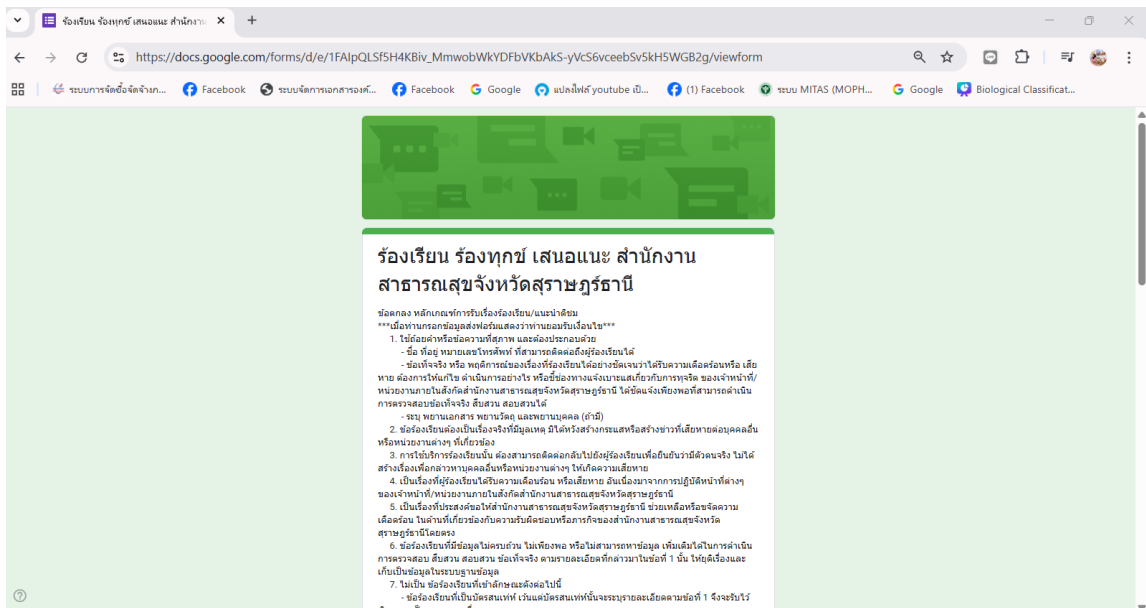 ร้องเรียน ร้องทุกข์ เสนอแนะ สำนักงาน
https://docs.google.com/forms/d/e/1FAIpQLSf5H4KBiv_MmwobWkYDFbVKbAkS-yVcS6vceebSv5kH5WGB2g/viewform
ระบบการจัดซื้อจัดจ้างภ... Facebook ระบบจัดการเอกสารองค์... Facebook Google แปลงไฟล์ youtube เป็... (1) Facebook ระบบ MITAS (MOPH... Google Biological Classificat...
ร้องเรียน ร้องทุกข์ เสนอแนะ สำนักงาน
สาธารณสุขจังหวัดสุราษฎร์ธานี
ข้อตกลง หลักเกณฑ์การรับเรื่องร้องเรียน/แนะนำติชม
***เมื่อท่านกรอกข้อมูลส่งฟอร์มแสดงว่าท่านยอมรับเงื่อนไข***
1. ใช้ถ้อยคำหรือข้อความที่สุภาพ และต้องประกอบด้วย
- ชื่อ ที่อยู่ หมายเลขโทรศัพท์ ที่สามารถติดต่อถึงผู้ร้องเรียนได้
- ข้อเท็จจริง หรือ พฤติการณ์ของเรื่องที่ร้องเรียนได้อย่างชัดเจนว่าได้รับความเดือดร้อนหรือ เสีย
หาย ต้องการให้แก้ไข ดำเนินการอย่างไร หรือชี้ช่องทางแจ้งเบาะแสเกี่ยวกับการทุจริต ของเจ้าหน้าที่/
หน่วยงานภายในสังกัดสำนักงานสาธารณสุขจังหวัดสุราษฎร์ธานี ได้ชัดแจ้งเพียงพอที่สามารถดำเนิน
การตรวจสอบข้อเท็จจริง สืบสวน สอบสวนได้
- ระบุ พยานเอกสาร พยานวัตถุ และพยานบุคคล (ถ้ามี)
2. ข้อร้องเรียนต้องเป็นเรื่องจริงที่มีมูลเหตุ มิได้หวังสร้างกระแสหรือสร้างข่าวที่เสียหายต่อบุคคลอื่น
หรือหน่วยงานต่างๆ ที่เกี่ยวข้อง
3. การใช้บริการร้องเรียนนั้น ต้องสามารถติดต่อกลับไปยังผู้ร้องเรียนเพื่อยืนยันว่ามีตัวตนจริง ไม่ได้
สร้างเรื่องเพื่อกล่าวหาบุคคลอื่นหรือหน่วยงานต่างๆ ให้เกิดความเสียหาย
4. เป็นเรื่องที่ผู้ร้องเรียนได้รับความเดือนร้อน หรือเสียหาย อันเนื่องมาจากการปฏิบัติหน้าที่ต่างๆ
ของเจ้าหน้าที่/หน่วยงานภายในสังกัดสำนักงานสาธารณสุขจังหวัดสุราษฎร์ธานี
5. เป็นเรื่องที่ประสงค์ขอให้สำนักงานสาธารณสุขจังหวัดสุราษฎร์ธานี ช่วยเหลือหรือขจัดความ
เดือดร้อน ในด้านที่เกี่ยวข้องกับความรับผิดชอบหรือภารกิจของสำนักงานสาธารณสุขจังหวัด
สุราษฎร์ธานีโดยตรง
6. ข้อร้องเรียนที่มีข้อมูลไม่ครบถ้วน ไม่เพียงพอ หรือไม่สามารถหาข้อมูล เพิ่มเติมได้ในการดำเนิน
การตรวจสอบ สืบสวน สอบสวน ข้อเท็จจริง ตามรายละเอียดที่กล่าวมาในข้อที่ 1 นั้น ให้ยุติเรื่องและ
เก็บเป็นข้อมูลในระบบฐานข้อมูล
7. ไม่เป็น ข้อร้องเรียนที่เข้าลักษณะดังต่อไปนี้
- ข้อร้องเรียนที่เป็นบัตรสนเท่ห์ เว้นแต่บัตรสนเท่ห์นั้นจะระบุรายละเอียดตามข้อที่ 1 จึงจะรับไว้